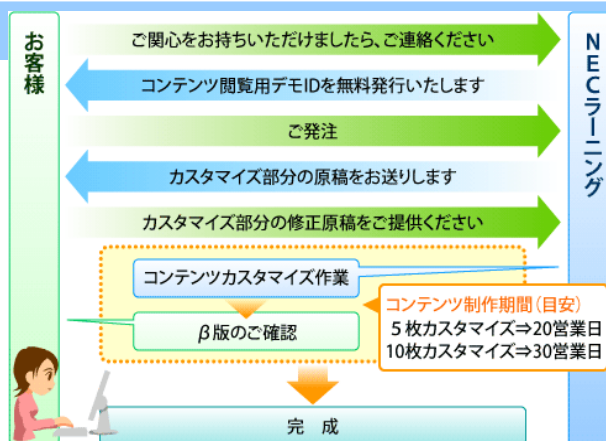 お客様
NECラーニング
ご関心をお持ちいただけましたら、ご連絡ください
コンテンツ閲覧用デモIDを無料発行いたします
ご発注
カスタマイズ部分の原稿をお送りします
カスタマイズ部分の修正原稿をご提供ください
コンテンツカスタマイズ作業
β版のご確認
コンテンツ制作期間(目安)
5枚カスタマイズ⇒20営業日
10枚カスタマイズ⇒30営業日
完 成